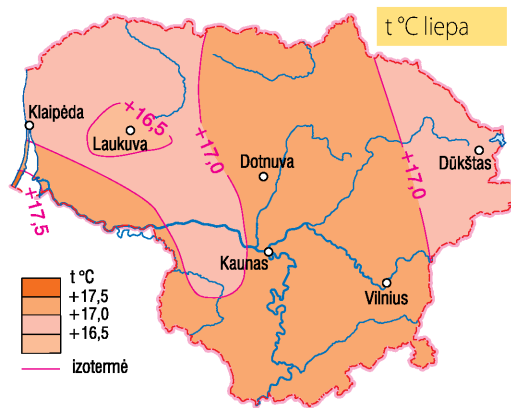 t °C liepa
Klaipėda
+16,5
Laukuva
+17,0
Dotnuva
+17,0
Dūkštas
+17,5
Kaunas
Vilnius
t °C
+17,5
+17,0
+16,5
izotermė